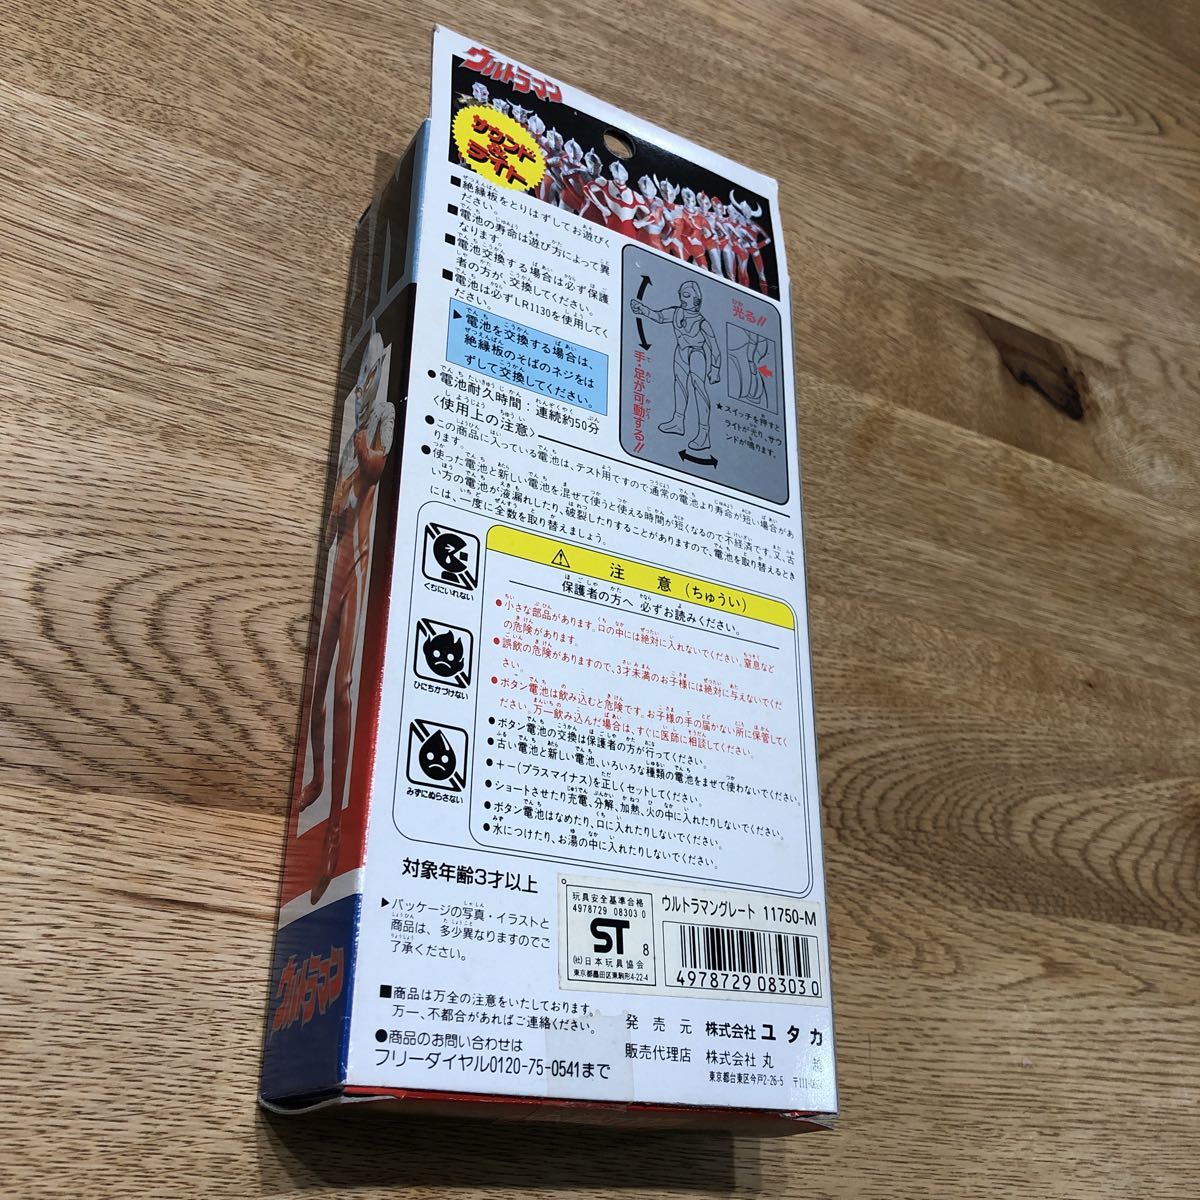 ウルトラマン
サウンド
&
ライト
■絶縁板をとりはずしてお遊びく
ださい。
■電池の寿命は遊び方によって異
なります。
■電池交換する場合は必ず保護
者の方が、交換してください。
■電池は必ずLR1130を使用してく
ださい。
▶電池を交換する場合は、
絶縁板のそばのネジをは
ずして交換してください。
●電池耐久時間：連続約50分
手・足が可動する!!
光る!!
★スイッチを押すと
ライトが光り、サウ
ンドが鳴ります。
〈使用上の注意〉
●この商品に入っている電池は、テスト用ですので通常の電池より寿命が短い場合があ
ります。
●使った電池と新しい電池を混ぜて使うと使える時間が短くなるので不経済です。又、古
い方の電池が液漏れしたり、破裂したりすることがありますので、電池を取り替えるとき
には、一度に全数を取り替えましょう。
くちにいれない
ひにちかづけない
みずにぬらさない
⚠ 注意(ちゅうい)
保護者の方へ 必ずお読みください。
●小さな部品があります。口の中には絶対に入れないでください。窒息など
の危険があります。
●誤飲の危険がありますので、3才未満のお子様には絶対に与えないでくだ
さい。
●ボタン電池は飲み込むと危険です。お子様の手の届かない所に保管してく
ださい。万一飲み込んだ場合は、すぐに医師に相談してください。
●ボタン電池の交換は保護者の方が行ってください。
●古い電池と新しい電池、いろいろな種類の電池をまぜて使わないでください。
●＋－(プラスマイナス)を正しくセットしてください。
●ショートさせたり充電、分解、加熱、火の中に入れたりしないでください。
●ボタン電池はなめたり、口に入れたりしないでください。
●水につけたり、お湯の中に入れたりしないでください。
対象年齢3才以上
▶パッケージの写真・イラストと
商品は、多少異なりますのでご
了承ください。
玩具安全基準合格
4978729 08303 0
ST 8
(社)日本玩具協会
東京都墨田区東駒形4-22-4
ウルトラマングレート 11750-M
4978729 083030
■商品は万全の注意をいたしております。
万一、不都合があればご連絡ください。
●商品のお問い合わせは
フリーダイヤル0120-75-0541まで
発売元 株式会社ユタカ
販売代理店 株式会社丸越
東京都台東区今戸2-26-5 〒111
ウルトラマン